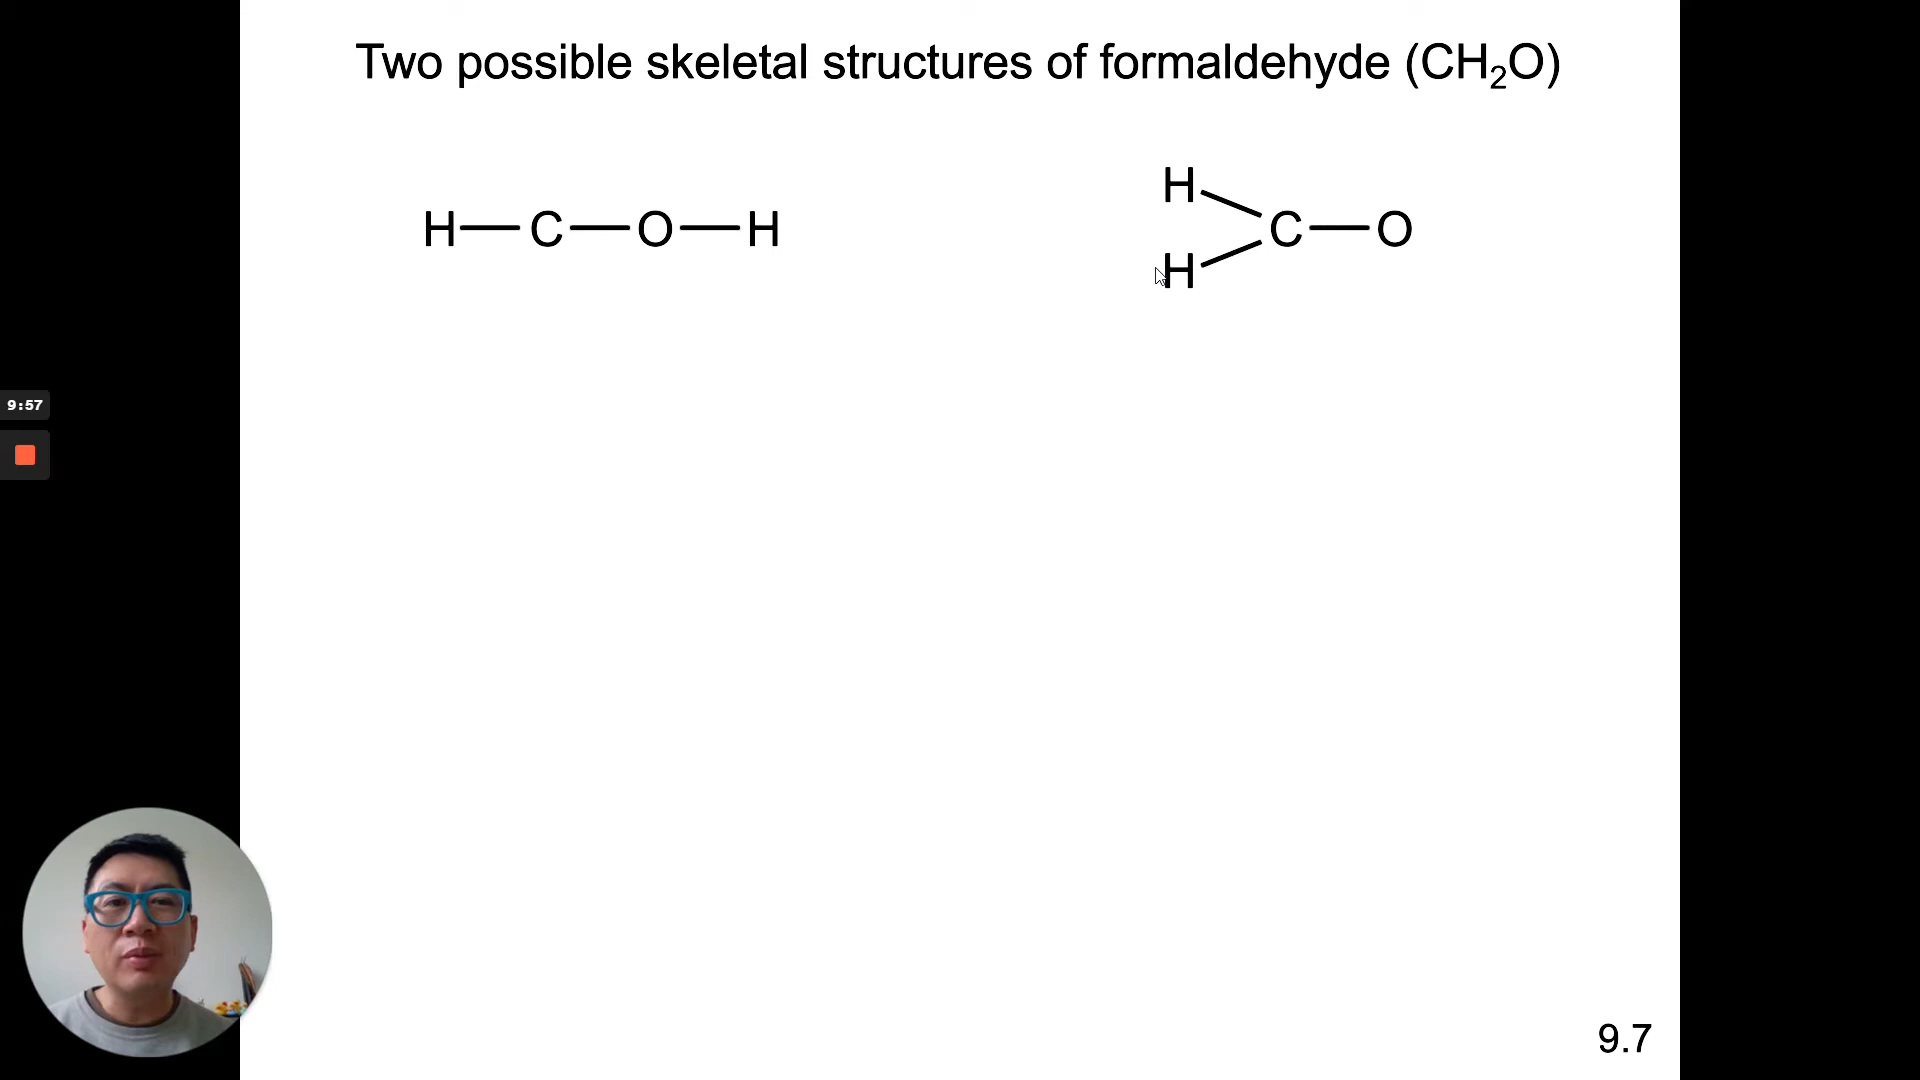 Two possible skeletal structures of formaldehyde (CH₂O)
H C O H
H
C O
H
9:57
9.7